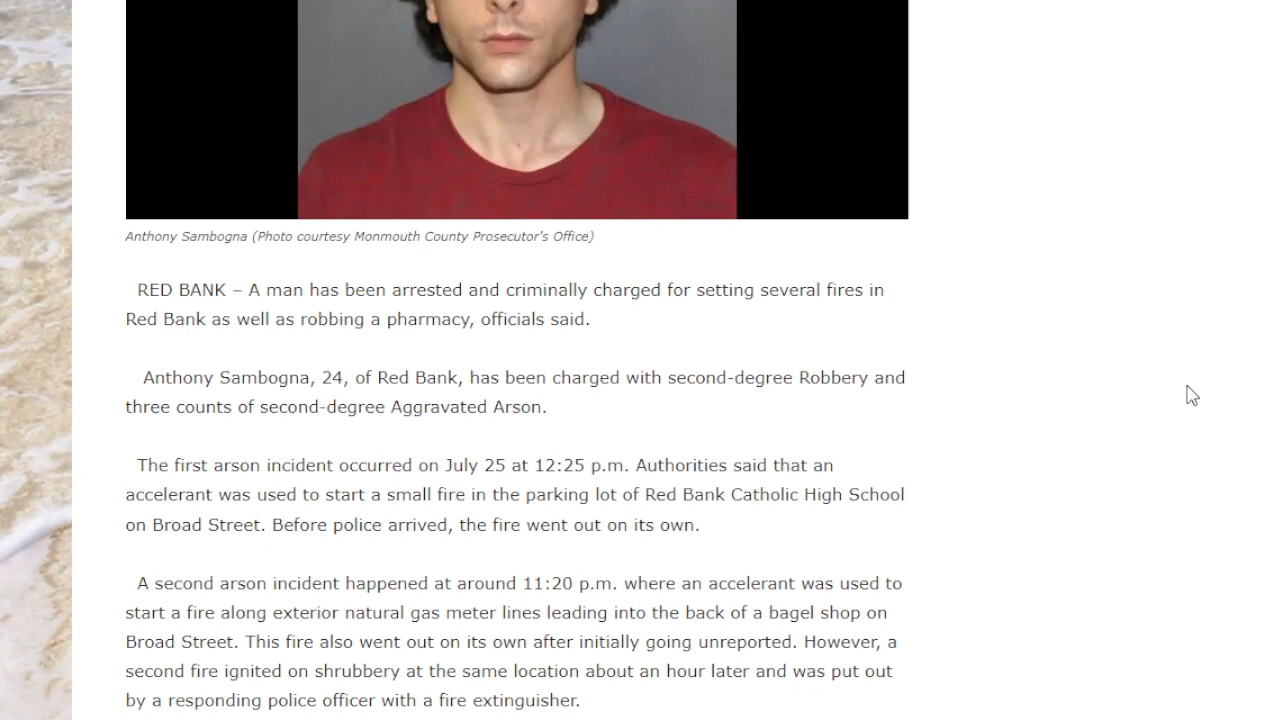 Anthony Sambogna (Photo courtesy Monmouth County Prosecutor's Office)
RED BANK – A man has been arrested and criminally charged for setting several fires in
Red Bank as well as robbing a pharmacy, officials said.
Anthony Sambogna, 24, of Red Bank, has been charged with second-degree Robbery and
three counts of second-degree Aggravated Arson.
The first arson incident occurred on July 25 at 12:25 p.m. Authorities said that an
accelerant was used to start a small fire in the parking lot of Red Bank Catholic High School
on Broad Street. Before police arrived, the fire went out on its own.
A second arson incident happened at around 11:20 p.m. where an accelerant was used to
start a fire along exterior natural gas meter lines leading into the back of a bagel shop on
Broad Street. This fire also went out on its own after initially going unreported. However, a
second fire ignited on shrubbery at the same location about an hour later and was put out
by a responding police officer with a fire extinguisher.